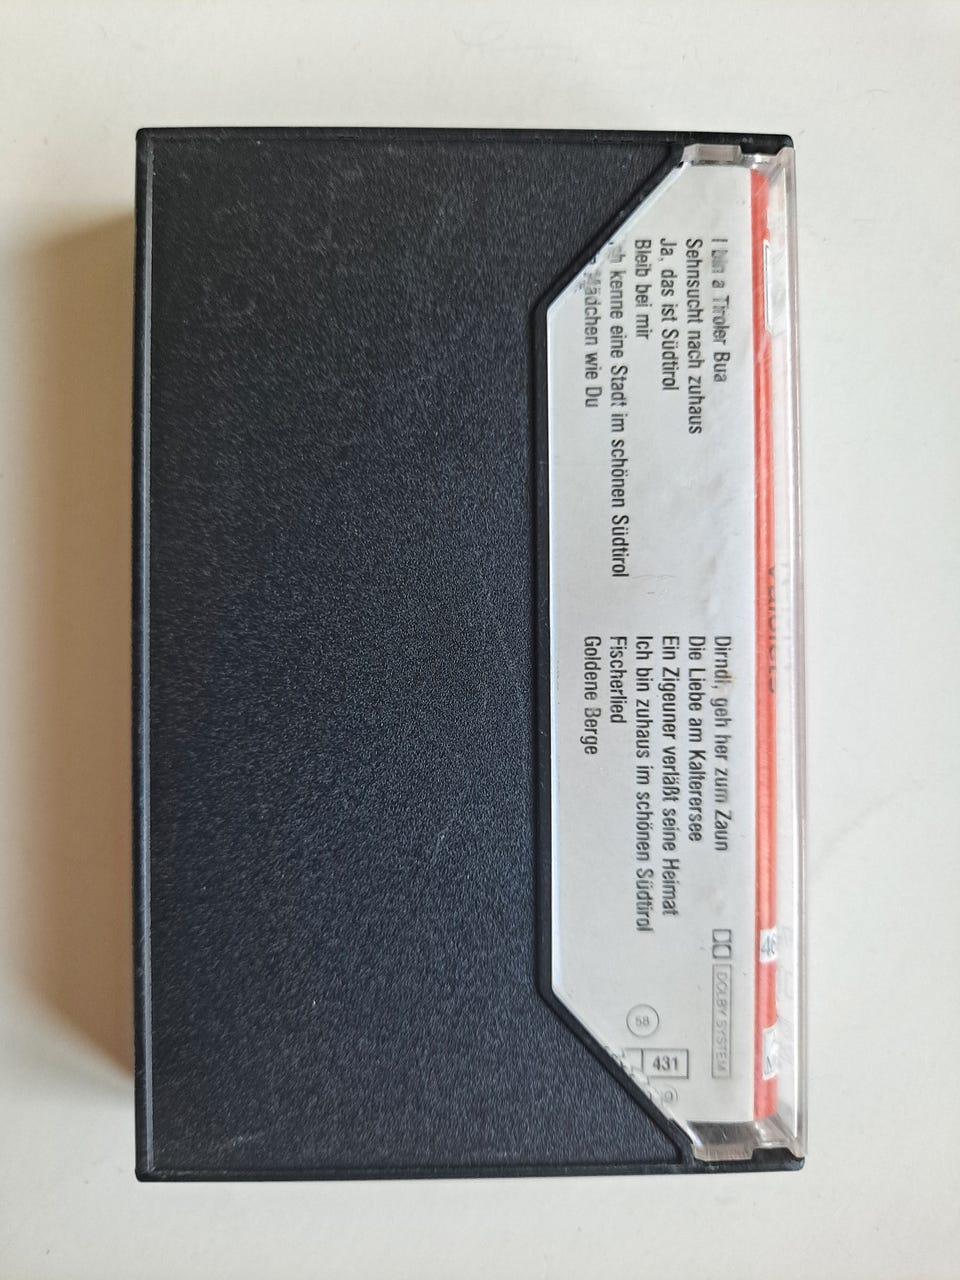 I bin a Tiroler Bua
Sehnsucht nach zuhaus
Ja, das ist Südtirol
Bleib bei mir
kenne eine Stadt im schönen Südtirol
Mädchen wie Du
Dirndl, geh her zum Zaun
Die Liebe am Kalterersee
Ein Zigeuner verläßt seine Heimat
Ich bin zuhaus im schönen Südtirol
Fischerlied
Goldene Berge
DOLBY SYSTEM
58
431